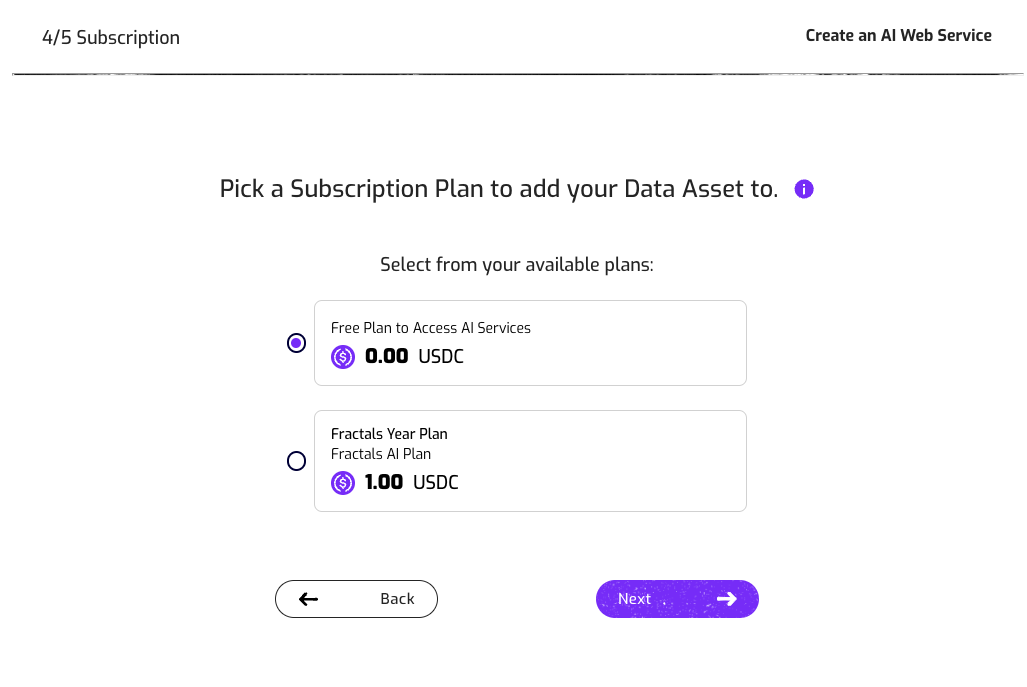 4/5 Subscription
Create an AI Web Service
Pick a Subscription Plan to add your Data Asset to.
Select from your available plans:
Free Plan to Access AI Services
0.00 USDC
Fractals Year Plan
Fractals AI Plan
1.00 USDC
Back
Next